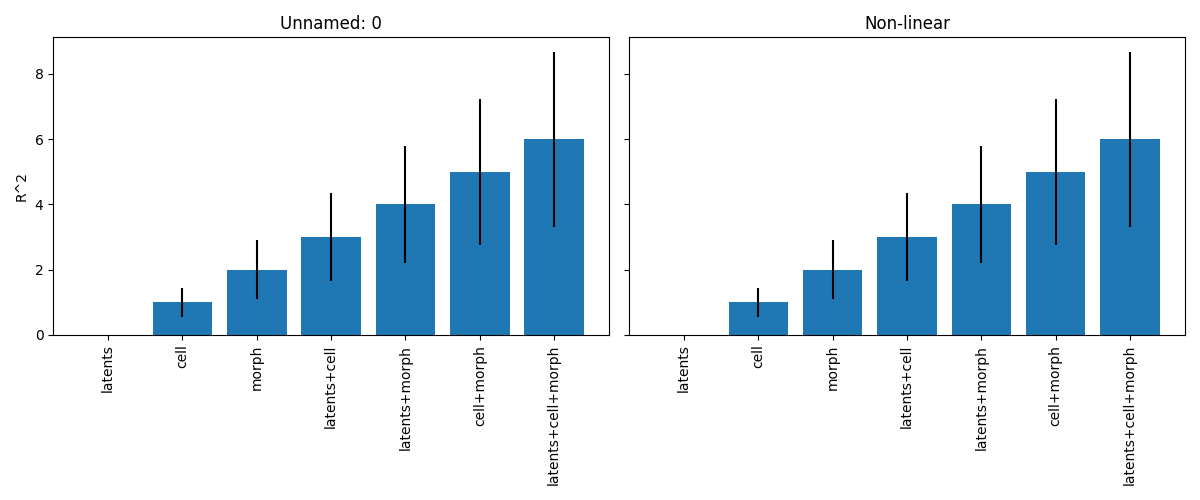 Unnamed: 0
Non-linear
R^2
8
6
4
2
0
latents
cell
morph
latents+cell
latents+morph
cell+morph
latents+cell+morph
latents
cell
morph
latents+cell
latents+morph
cell+morph
latents+cell+morph